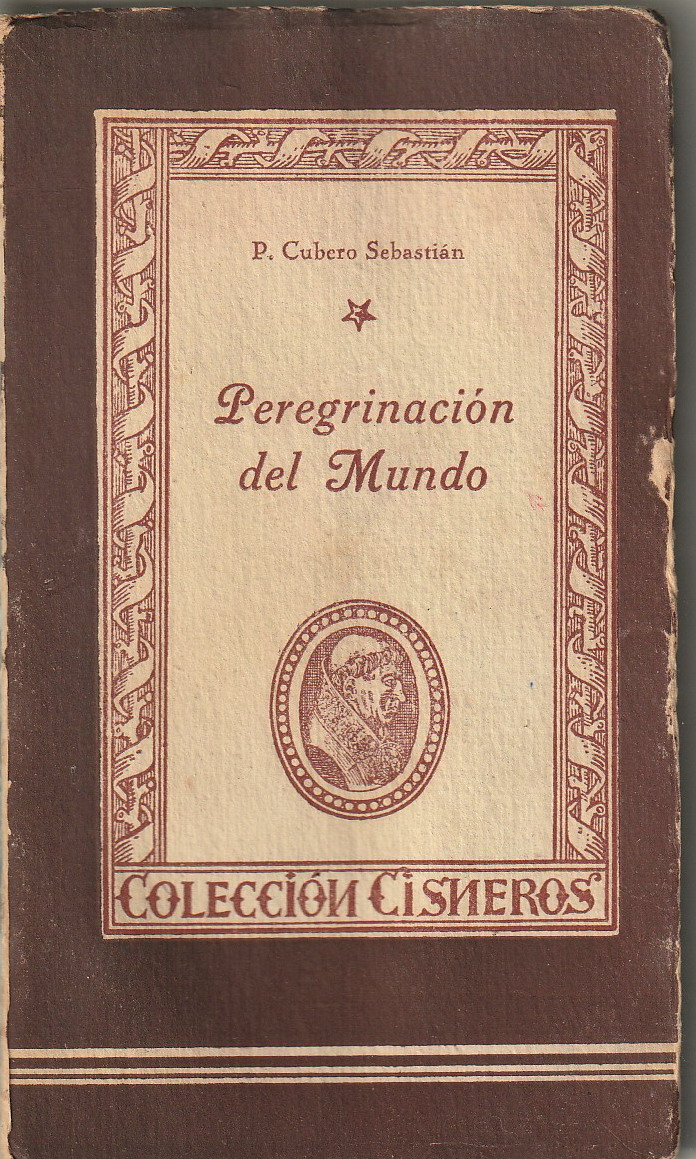 P. Cubero Sebastián
Peregrinación
del Mundo
COLECCIÓN CISNEROS